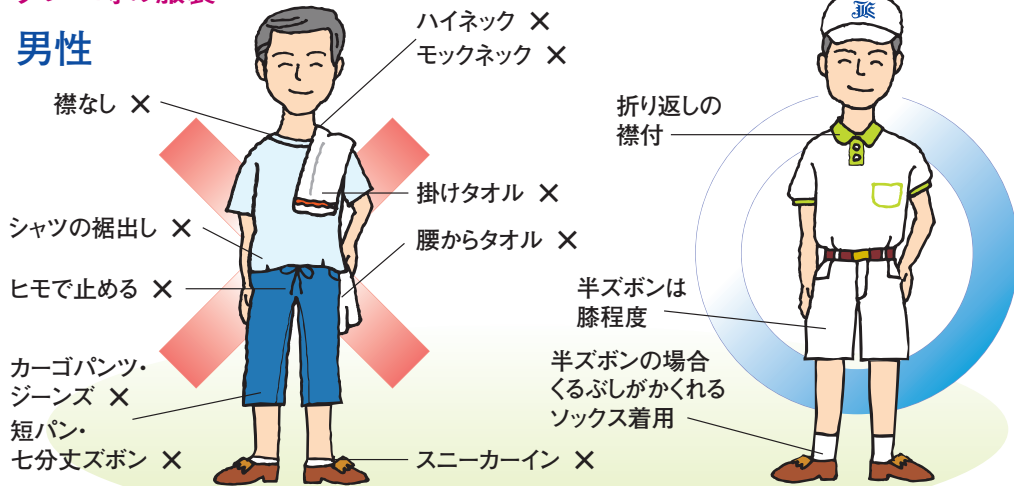 男性
ハイネック ×
モックネック ×
襟なし ×
掛けタオル ×
シャツの裾出し ×
腰からタオル ×
ヒモで止める ×
カーゴパンツ・
ジーンズ ×
短パン・
七分丈ズボン ×
スニーカーイン ×
折り返しの
襟付
半ズボンは
膝程度
半ズボンの場合
くるぶしがかくれる
ソックス着用